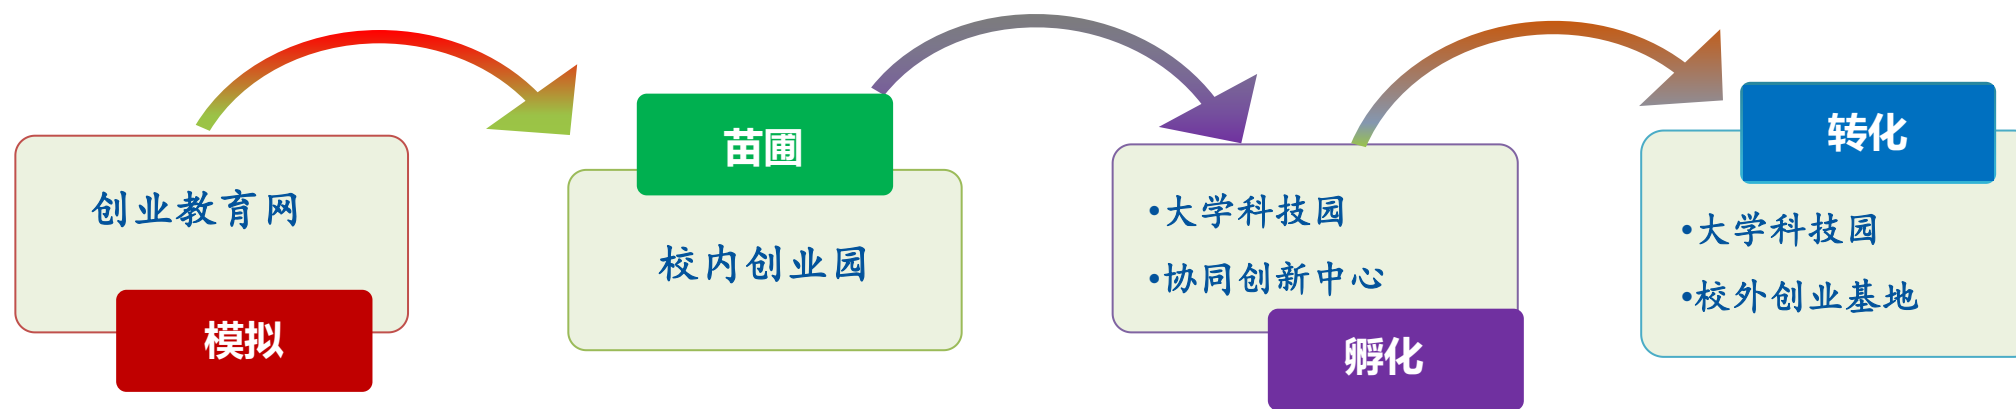 创业教育网
模拟
苗圃
校内创业园
•大学科技园
•协同创新中心
孵化
转化
•大学科技园
•校外创业基地